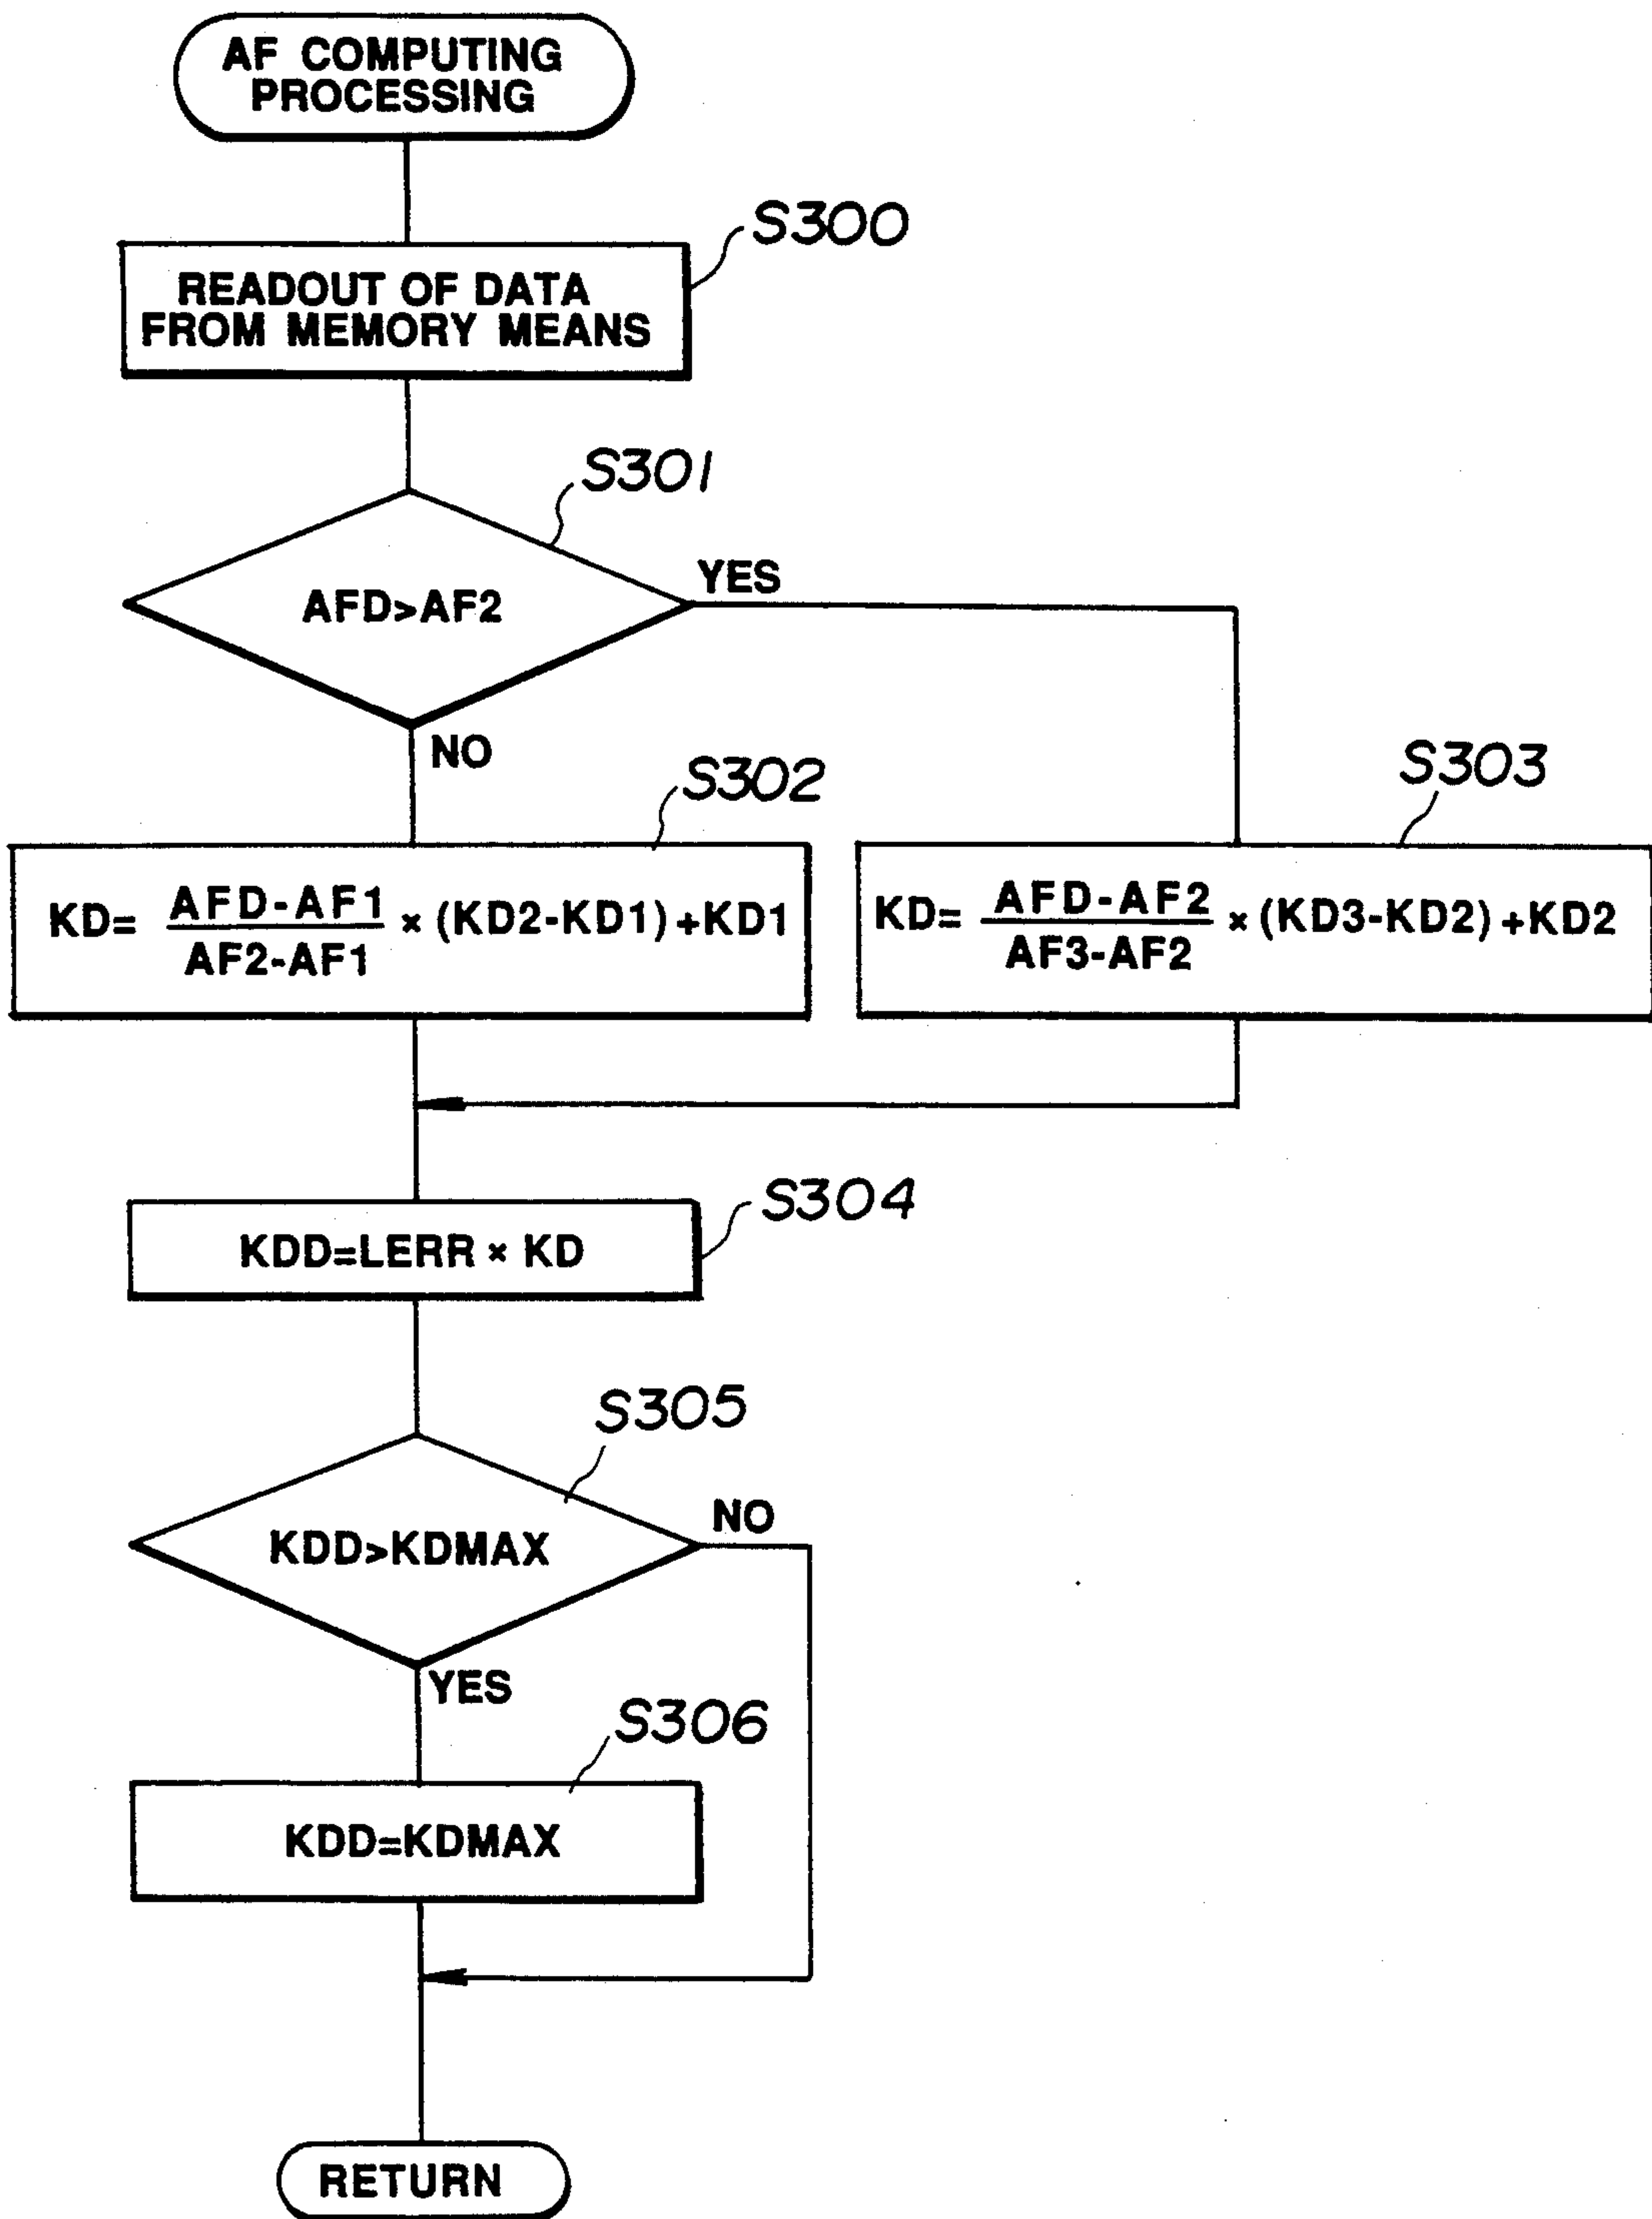 AF COMPUTING
PROCESSING
S300
READOUT OF DATA
FROM MEMORY MEANS
S301
AFD>AF2
YES
NO
S302
S303
KD= AFD-AF1 / AF2-AF1 × (KD2-KD1)+KD1
KD= AFD-AF2 / AF3-AF2 × (KD3-KD2)+KD2
S304
KDD=LERR × KD
S305
KDD>KDMAX
NO
YES
S306
KDD=KDMAX
RETURN